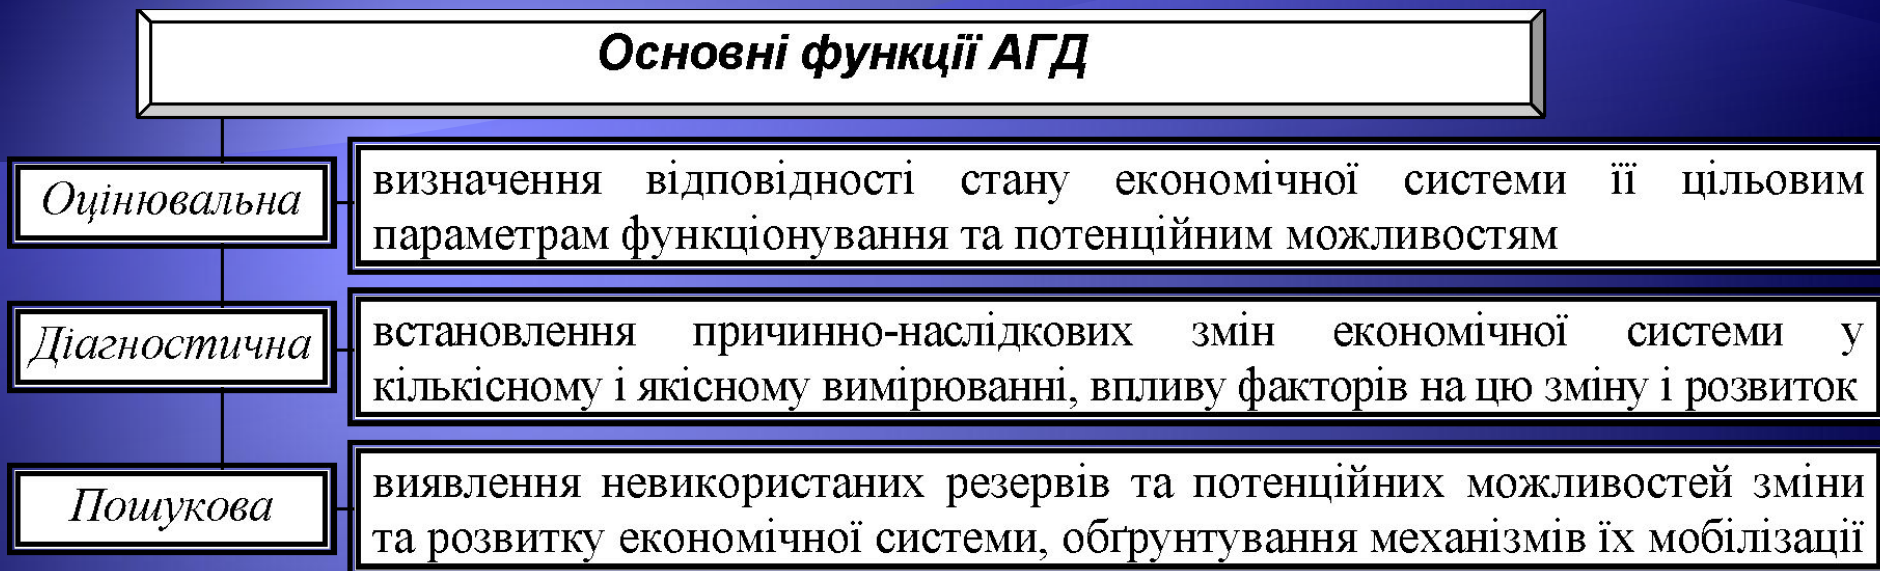 Основні функції АГД
Оцінювальна
визначення відповідності стану економічної системи її цільовим
параметрам функціонування та потенційним можливостям
Діагностична
встановлення причинно-наслідкових змін економічної системи у
кількісному і якісному вимірюванні, впливу факторів на цю зміну і розвиток
Пошукова
виявлення невикористаних резервів та потенційних можливостей зміни
та розвитку економічної системи, обґрунтування механізмів їх мобілізації